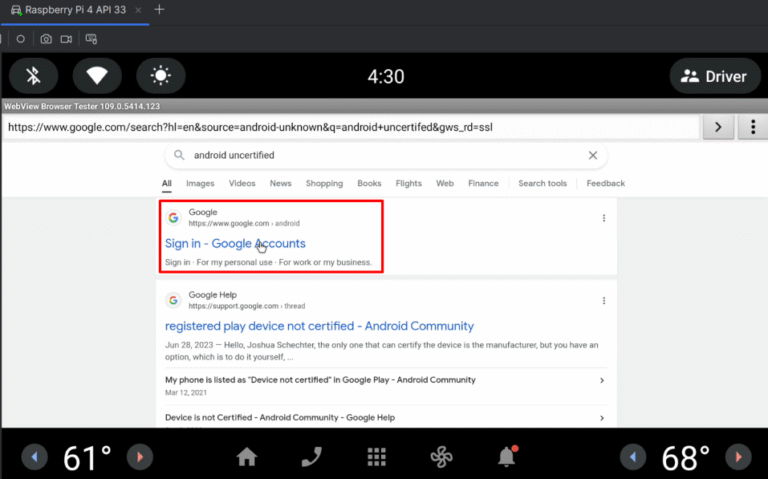 Raspberry Pi 4 API 33
4:30
Driver
WebView Browser Tester 109.0.5414.123
https://www.google.com/search?hl=en&source=android-unknown&q=android+uncertifed&gws_rd=ssl
android uncertified
All Images Videos News Shopping Books Flights Web Finance Search tools Feedback
Google
https://www.google.com › android
Sign in - Google Accounts
Sign in · For my personal use · For work or my business.
Google Help
https://support.google.com › thread
registered play device not certified - Android Community
Jun 28, 2023 — Hello, Joshua Schechter, the only one that can certify the device is the manufacturer, but you have an
option, which is to do it yourself, ...
My phone is listed as "Device not certified" in Google Play - Android Community
Mar 12, 2021
Device is not Certified - Android Community - Google Help
61° 68°